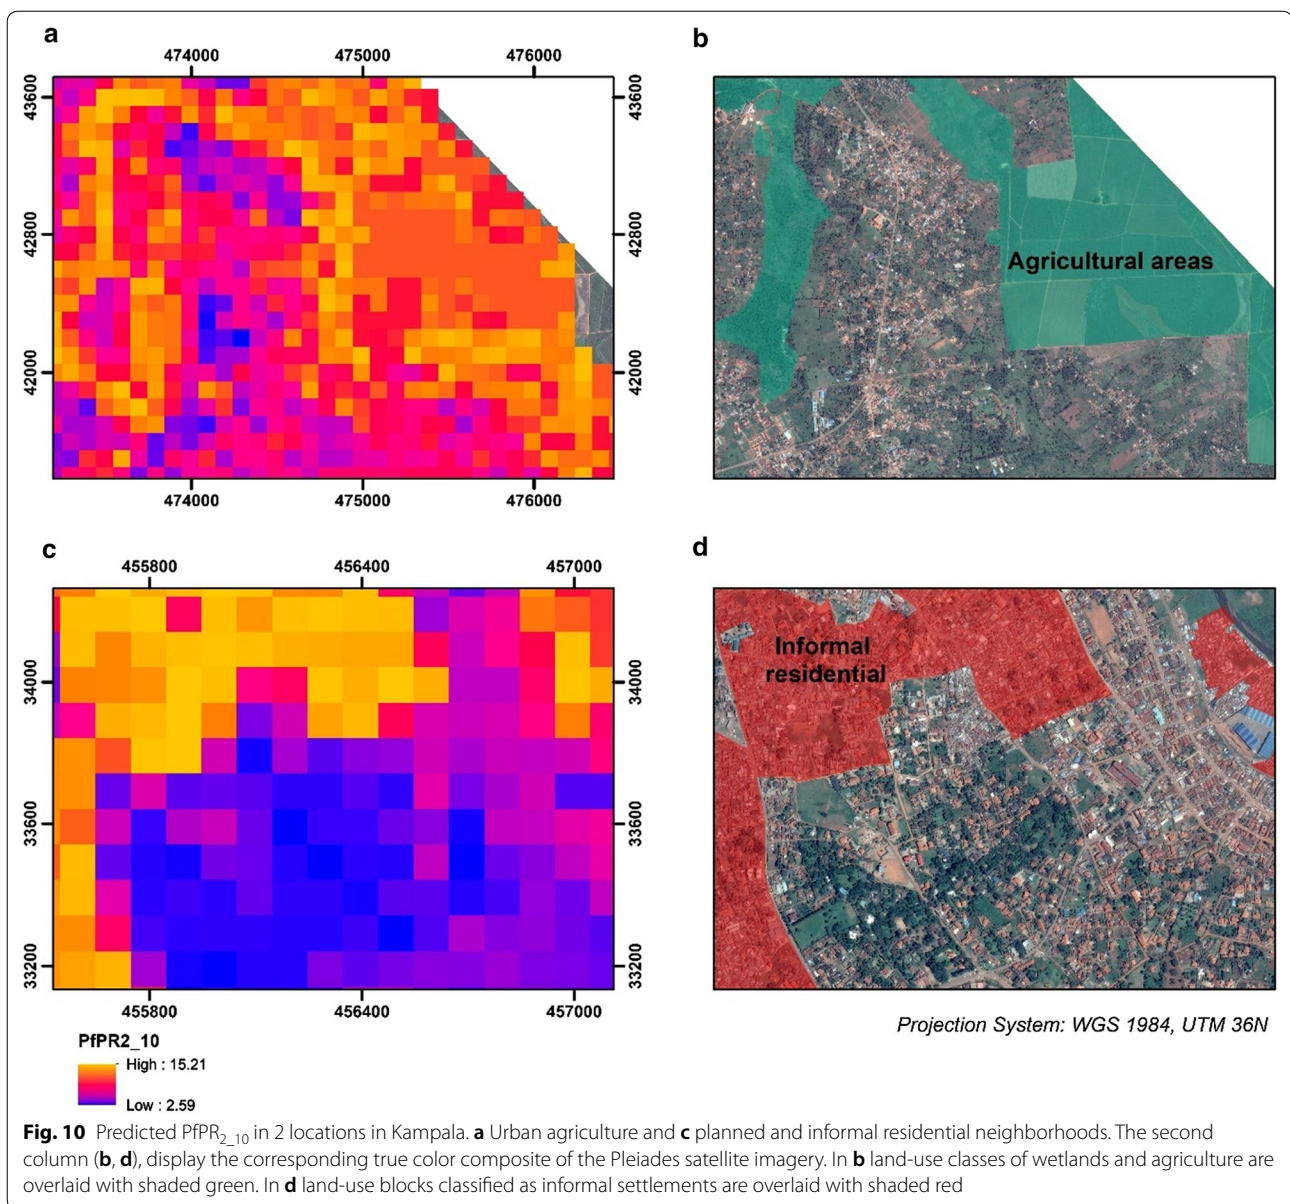 a
b
474000 475000 476000
43600 43600
42800 42800
42000 42000
474000 475000 476000
Agricultural areas
c
d
455800 456400 457000
34000 34000
33600 33600
33200 33200
455800 456400 457000
Informal
residential
Projection System: WGS 1984, UTM 36N
PfPR2_10
High : 15.21
Low : 2.59
Fig. 10 Predicted PfPR2_10 in 2 locations in Kampala. a Urban agriculture and c planned and informal residential neighborhoods. The second
column (b, d), display the corresponding true color composite of the Pleiades satellite imagery. In b land-use classes of wetlands and agriculture are
overlaid with shaded green. In d land-use blocks classified as informal settlements are overlaid with shaded red